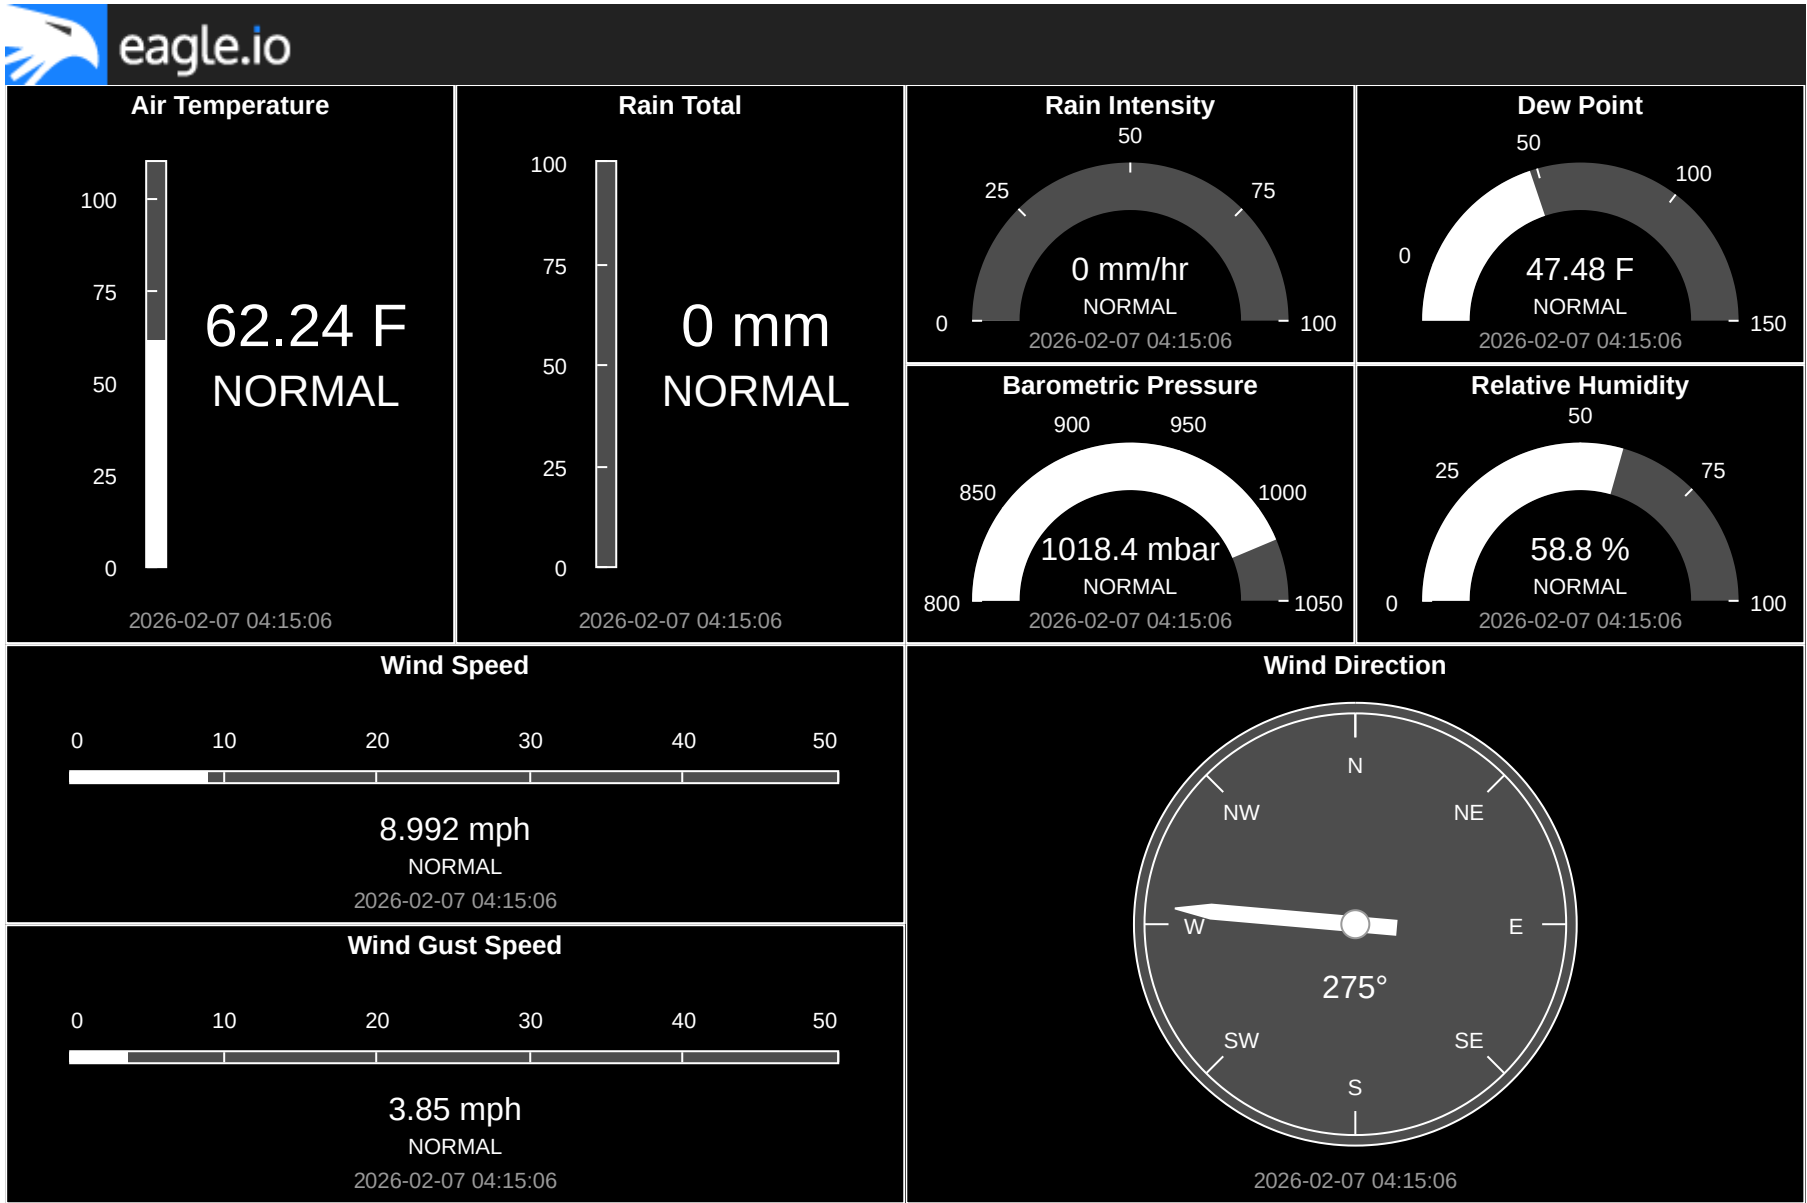 eagle.io
Air Temperature
100
75
50
25
0
62.24 F
NORMAL
2026-02-07 04:15:06
Rain Total
100
75
50
25
0
0 mm
NORMAL
2026-02-07 04:15:06
Rain Intensity
50
25
75
0
100
0 mm/hr
NORMAL
2026-02-07 04:15:06
Dew Point
50
100
0
150
47.48 F
NORMAL
2026-02-07 04:15:06
Barometric Pressure
900
950
850
1000
800
1050
1018.4 mbar
NORMAL
2026-02-07 04:15:06
Relative Humidity
50
25
75
0
100
58.8 %
NORMAL
2026-02-07 04:15:06
Wind Speed
0 10 20 30 40 50
8.992 mph
NORMAL
2026-02-07 04:15:06
Wind Gust Speed
0 10 20 30 40 50
3.85 mph
NORMAL
2026-02-07 04:15:06
Wind Direction
N
NW NE
W E
275°
SW SE
S
2026-02-07 04:15:06